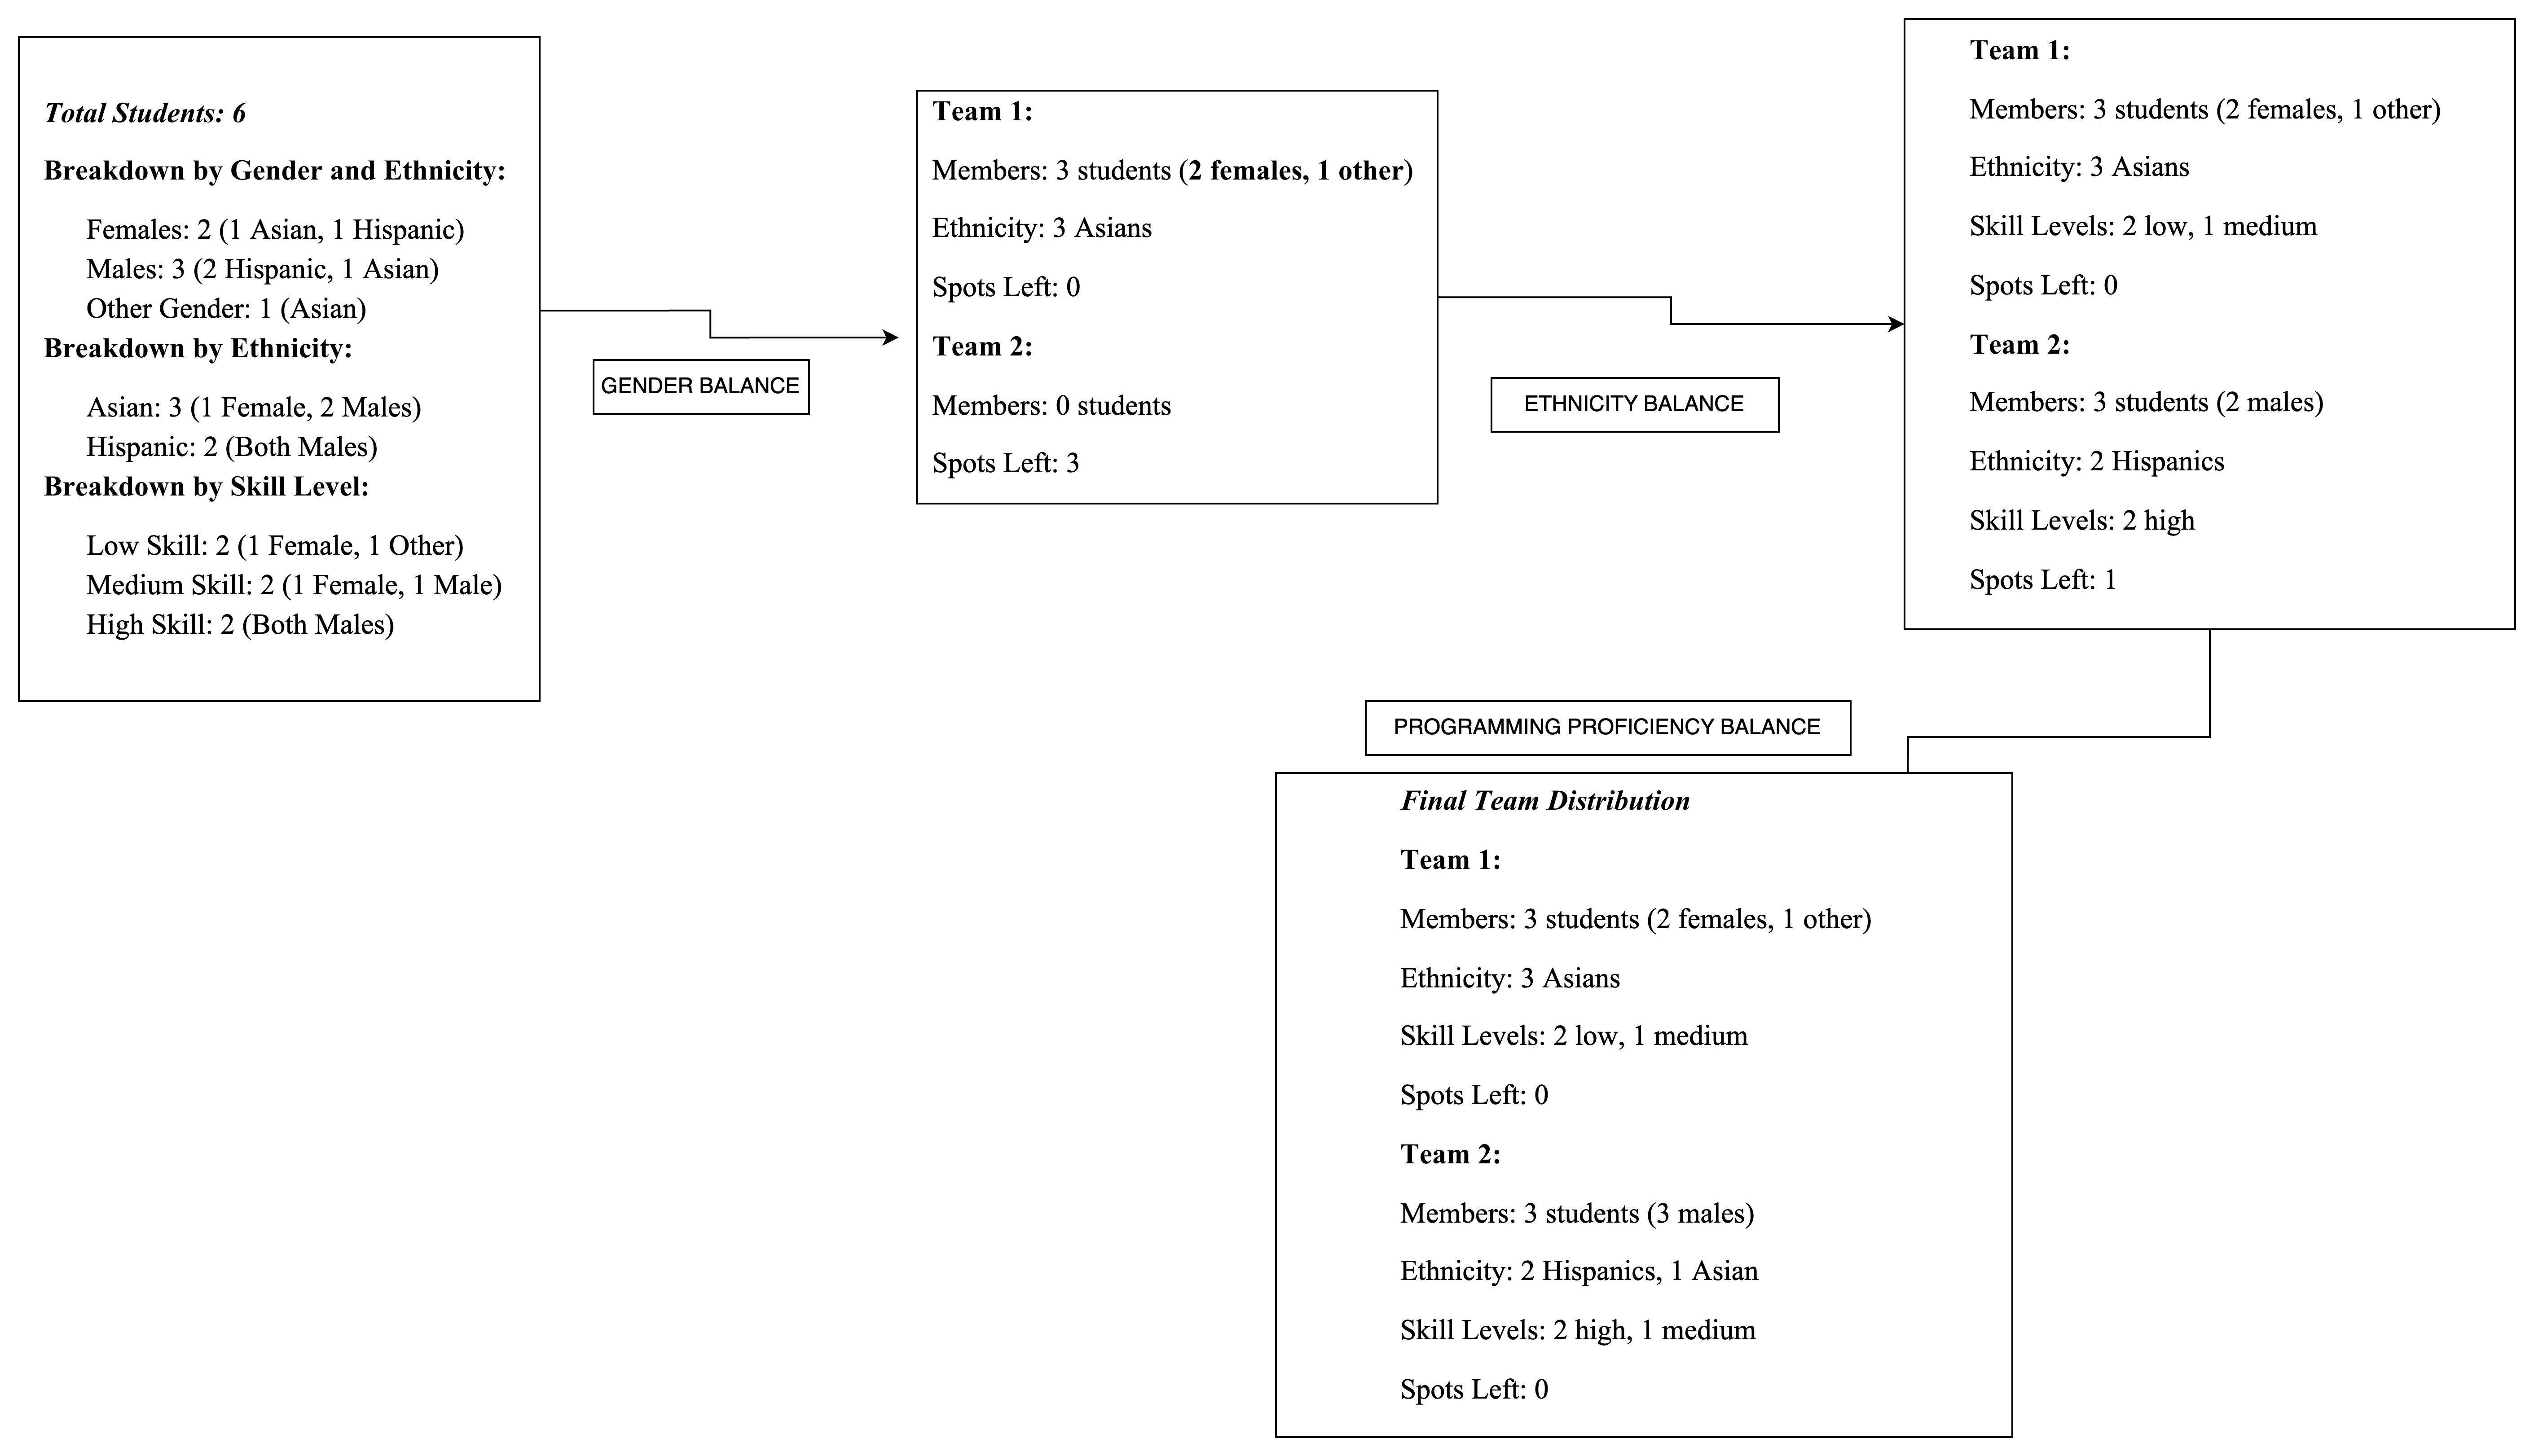 Total Students: 6
Breakdown by Gender and Ethnicity:
Females: 2 (1 Asian, 1 Hispanic)
Males: 3 (2 Hispanic, 1 Asian)
Other Gender: 1 (Asian)
Breakdown by Ethnicity:
Asian: 3 (1 Female, 2 Males)
Hispanic: 2 (Both Males)
Breakdown by Skill Level:
Low Skill: 2 (1 Female, 1 Other)
Medium Skill: 2 (1 Female, 1 Male)
High Skill: 2 (Both Males)
GENDER BALANCE
Team 1:
Members: 3 students (2 females, 1 other)
Ethnicity: 3 Asians
Spots Left: 0
Team 2:
Members: 0 students
Spots Left: 3
ETHNICITY BALANCE
Team 1:
Members: 3 students (2 females, 1 other)
Ethnicity: 3 Asians
Skill Levels: 2 low, 1 medium
Spots Left: 0
Team 2:
Members: 3 students (2 males)
Ethnicity: 2 Hispanics
Skill Levels: 2 high
Spots Left: 1
PROGRAMMING PROFICIENCY BALANCE
Final Team Distribution
Team 1:
Members: 3 students (2 females, 1 other)
Ethnicity: 3 Asians
Skill Levels: 2 low, 1 medium
Spots Left: 0
Team 2:
Members: 3 students (3 males)
Ethnicity: 2 Hispanics, 1 Asian
Skill Levels: 2 high, 1 medium
Spots Left: 0